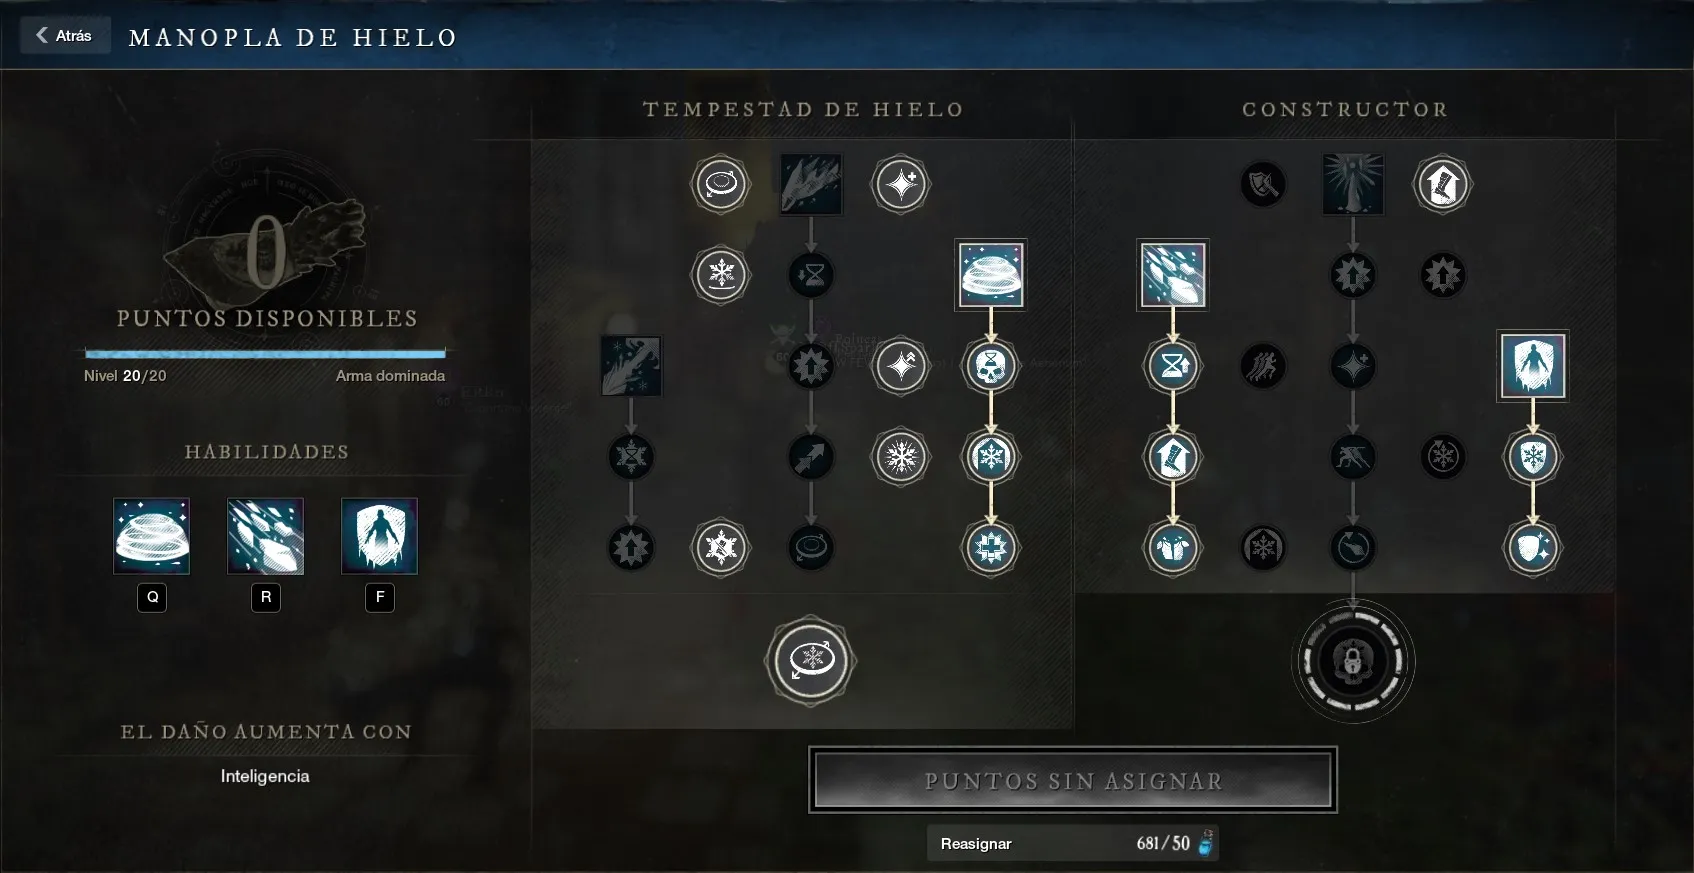 Atrás
MANOPLA DE HIELO
TEMPESTAD DE HIELO
CONSTRUCTOR
0
PUNTOS DISPONIBLES
Nivel 20/20
Arma dominada
HABILIDADES
Q
R
F
EL DAÑO AUMENTA CON
Inteligencia
PUNTOS SIN ASIGNAR
Reasignar
681/50